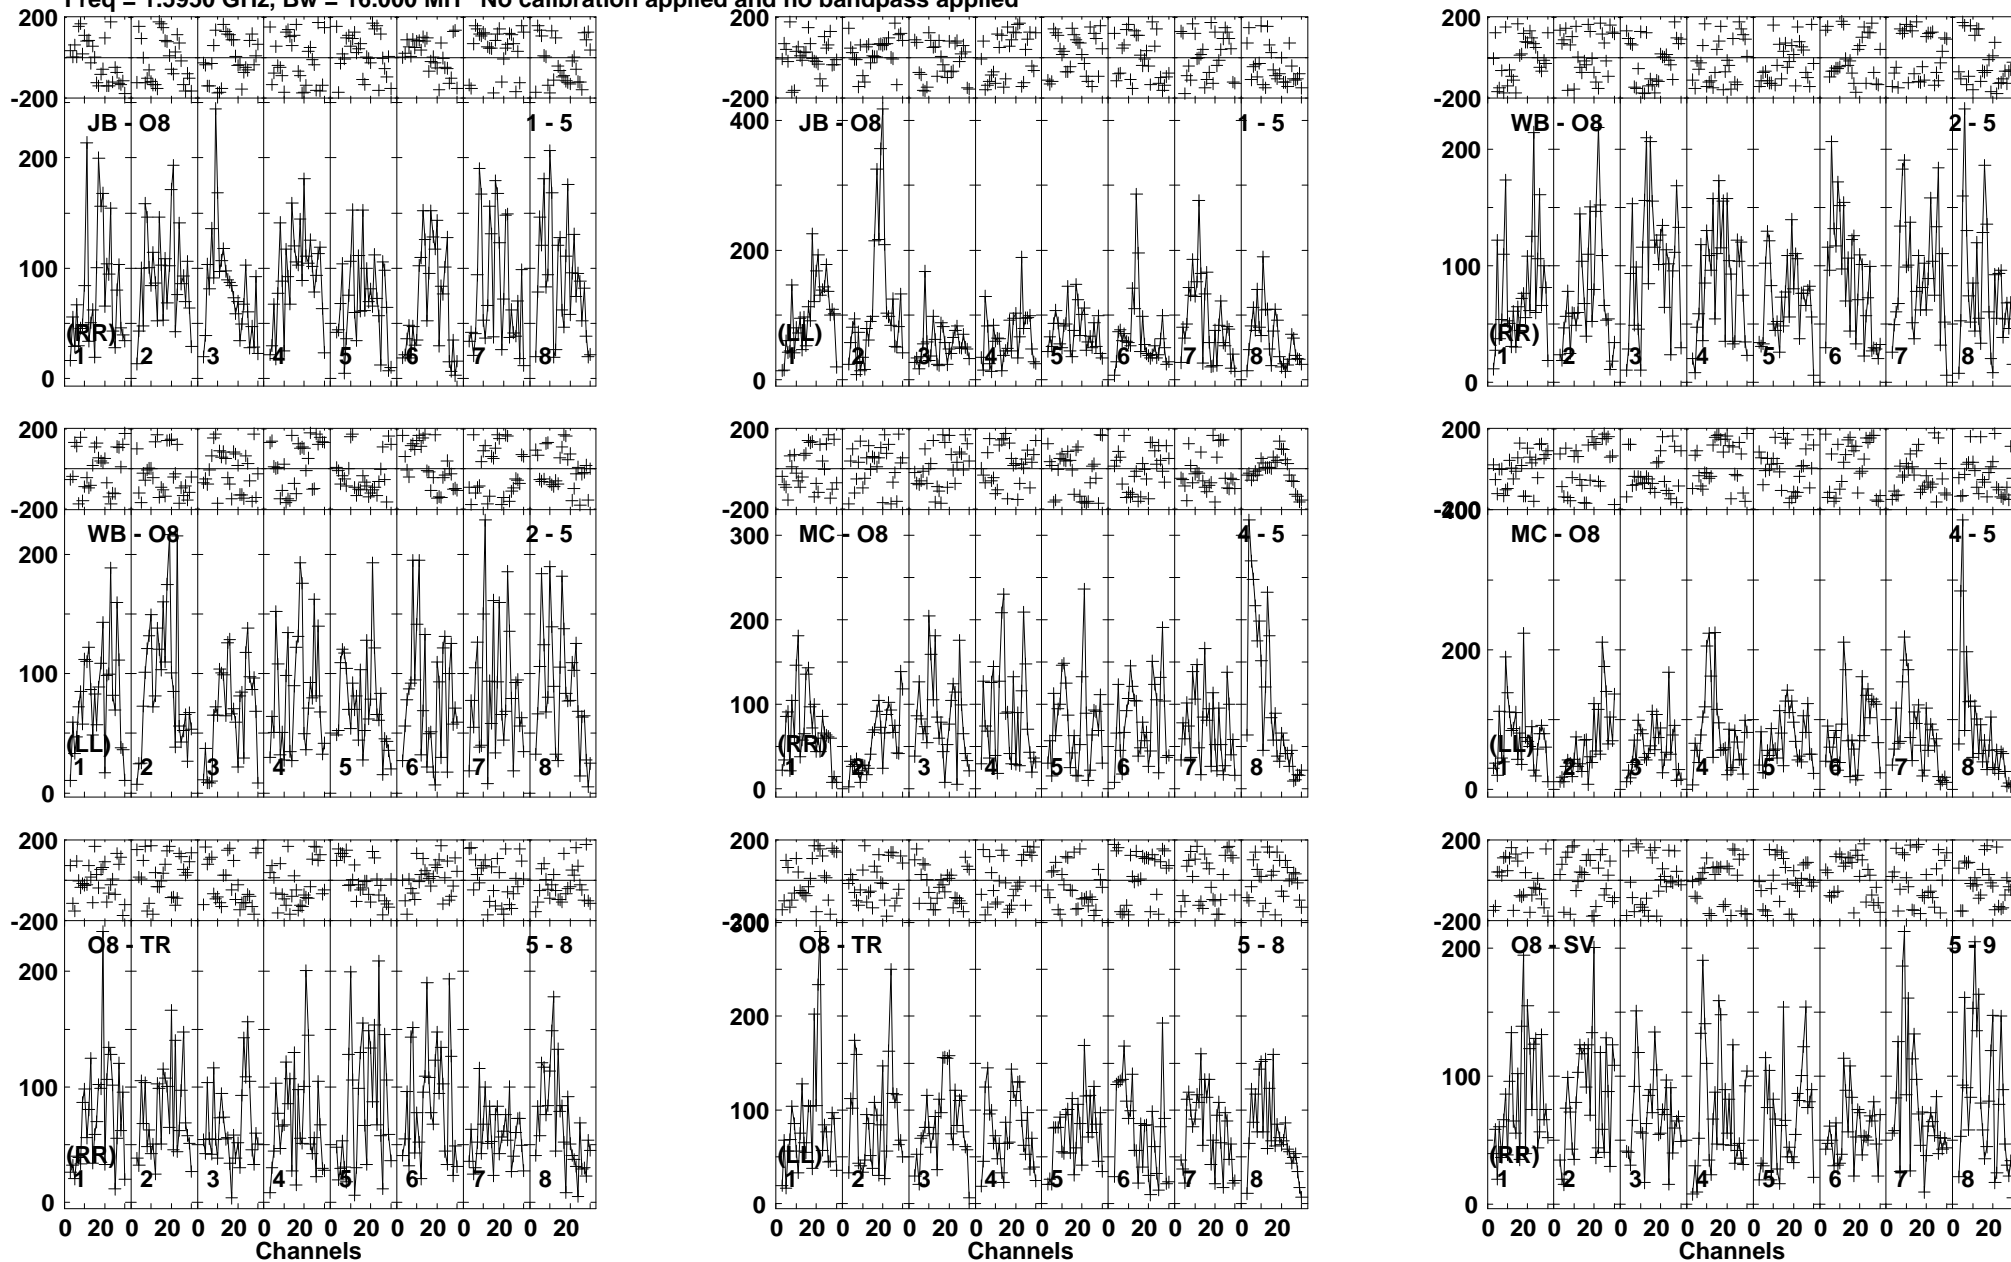 Freq = 1.5950 GHz, Bw = 16.000 MH No calibration applied and no bandpass applied
200 200 200
-200 -200 -200
JB - O8 1 - 5 JB - O8 1 - 5 WB - O8 2 - 5
400
200 200 200
100 100
(RR) (LL) (RR)
1 2 3 4 5 6 7 8 1 2 3 4 5 6 7 8 1 2 3 4 5 6 7 8
0 0 0
200 200 200
-200 -200 -200
400
WB - O8 2 - 5 MC - O8 4 - 5 MC - O8 4 - 5
300
200 200 200
100 100
(LL) (RR) (LL)
1 2 3 4 5 6 7 8 1 2 3 4 5 6 7 8 1 2 3 4 5 6 7 8
0 0 0
200 200 200
-200 -200 -200
300
O8 - TR 5 - 8 O8 - TR 5 - 8 O8 - SV 5 - 9
200 200 200
100 100 100
(RR) (LL) (RR)
1 2 3 4 5 6 7 8 1 2 3 4 5 6 7 8 1 2 3 4 5 6 7 8
0 0 0
0 20 0 20 0 20 0 20 0 20 0 20 0 20 0 20 0 20 0 20 0 20 0 20 0 20 0 20 0 20 0 20 0 20 0 20 0 20 0 20 0 20 0 20 0 20 0 20
Channels Channels Channels